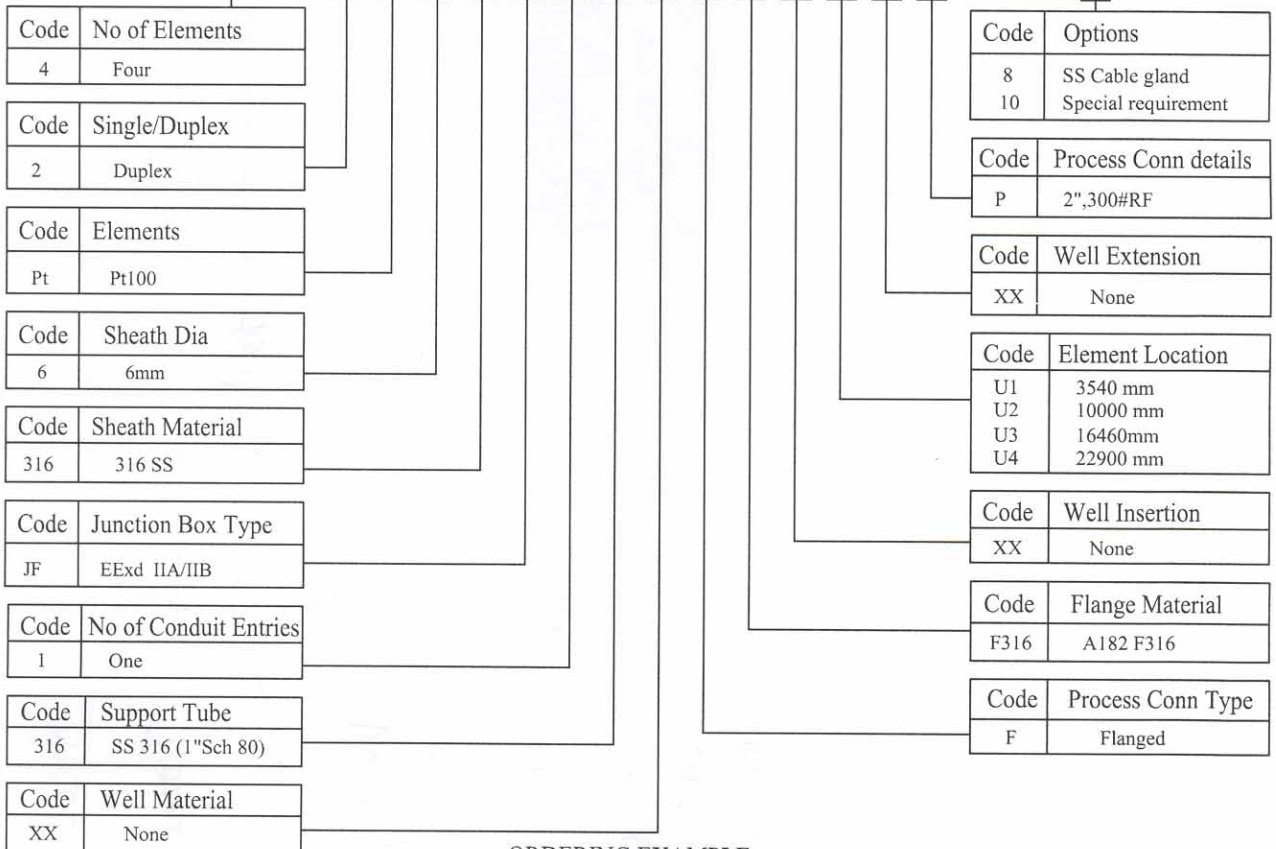 Code No of Elements
4 Four
Code Single/Duplex
2 Duplex
Code Elements
Pt Pt100
Code Sheath Dia
6 6mm
Code Sheath Material
316 316 SS
Code Junction Box Type
JF EExd IIA/IIB
Code No of Conduit Entries
1 One
Code Support Tube
316 SS 316 (1"Sch 80)
Code Well Material
XX None
Code Options
8 SS Cable gland
10 Special requirement
Code Process Conn details
P 2",300#RF
Code Well Extension
XX None
Code Element Location
U1 3540 mm
U2 10000 mm
U3 16460mm
U4 22900 mm
Code Well Insertion
XX None
Code Flange Material
F316 A182 F316
Code Process Conn Type
F Flanged
ORDERING EXAMPLE